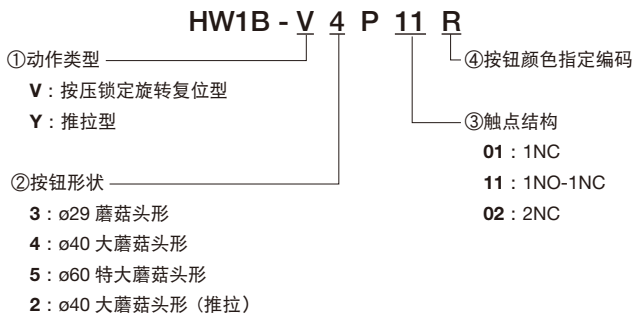 HW1B - V 4 P 11 R
①动作类型
V：按压锁定旋转复位型
Y：推拉型
②按钮形状
3：ø29 蘑菇头形
4：ø40 大蘑菇头形
5：ø60 特大蘑菇头形
2：ø40 大蘑菇头形（推拉）
④按钮颜色指定编码
③触点结构
01：1NC
11：1NO-1NC
02：2NC